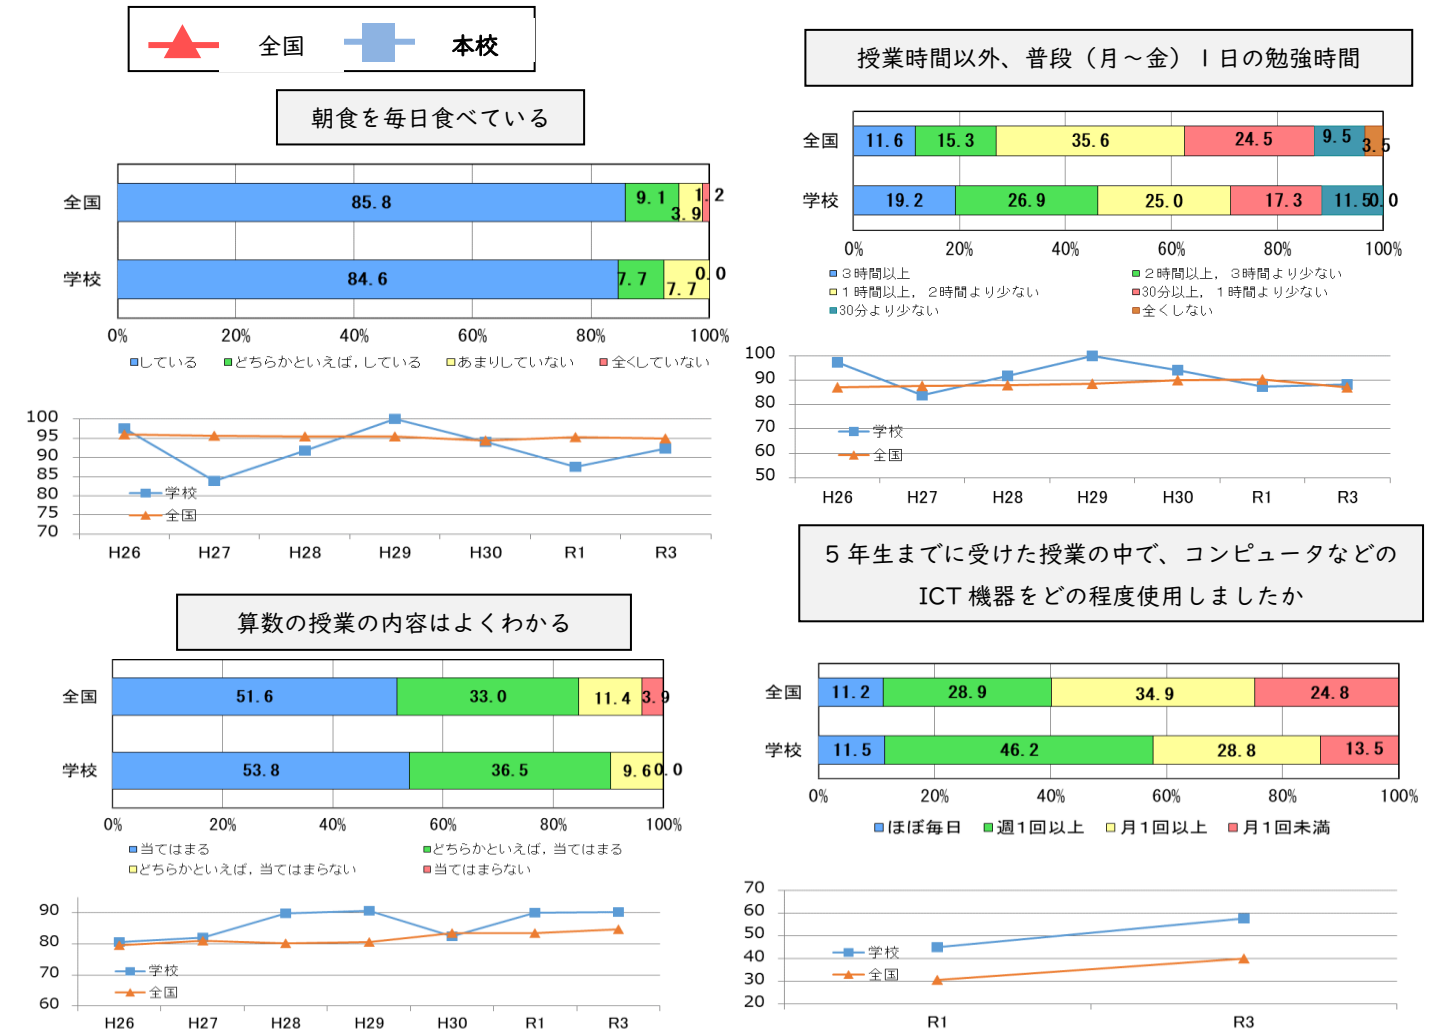 全国 本校
朝食を毎日食べている
全国 85.8 9.1 3.9 1.2
学校 84.6 7.7 7.7 0.0
0% 20% 40% 60% 80% 100%
している どちらかといえば，している あまりしていない 全くしていない
100
95
90
85
80
75
70
学校
全国
H26 H27 H28 H29 H30 R1 R3
算数の授業の内容はよくわかる
全国 51.6 33.0 11.4 3.9
学校 53.8 36.5 9.6 0.0
0% 20% 40% 60% 80% 100%
当てはまる どちらかといえば，当てはまる
どちらかといえば，当てはまらない 当てはまらない
90
80
70
60
学校
全国
H26 H27 H28 H29 H30 R1 R3
授業時間以外、普段（月～金）１日の勉強時間
全国 11.6 15.3 35.6 24.5 9.5 3.5
学校 19.2 26.9 25.0 17.3 11.5 0.0
0% 20% 40% 60% 80% 100%
３時間以上 ２時間以上，３時間より少ない
１時間以上，２時間より少ない 30分以上，１時間より少ない
30分より少ない 全くしない
100
90
80
70
60
50
学校
全国
H26 H27 H28 H29 H30 R1 R3
５年生までに受けた授業の中で、コンピュータなどの
ICT 機器をどの程度使用しましたか
全国 11.2 28.9 34.9 24.8
学校 11.5 46.2 28.8 13.5
0% 20% 40% 60% 80% 100%
ほぼ毎日 週１回以上 月１回以上 月１回未満
70
60
50
40
30
20
学校
全国
R1 R3